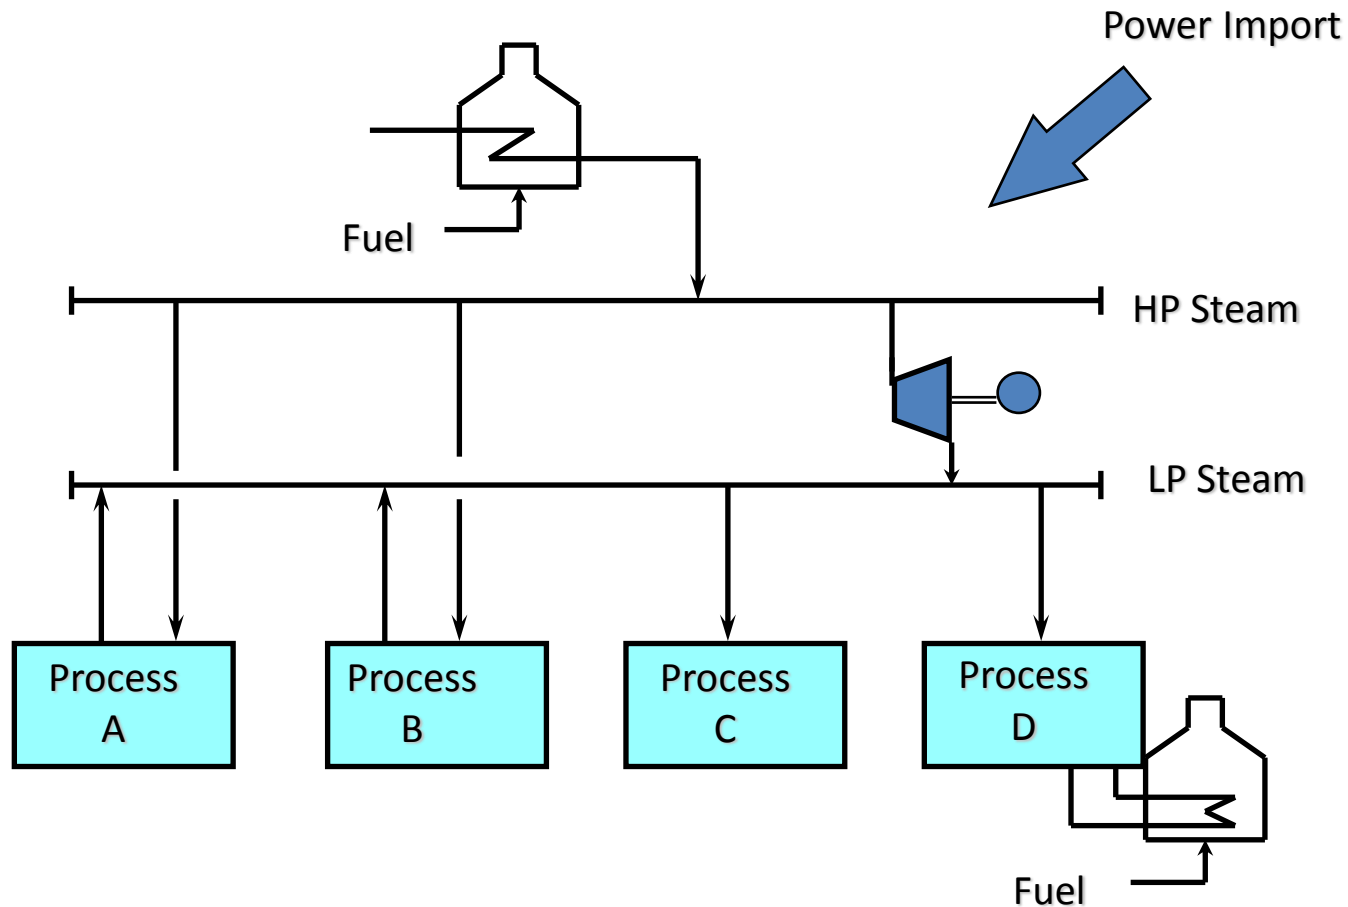 Power Import
Fuel
HP Steam
LP Steam
Process
A
Process
B
Process
C
Process
D
Fuel